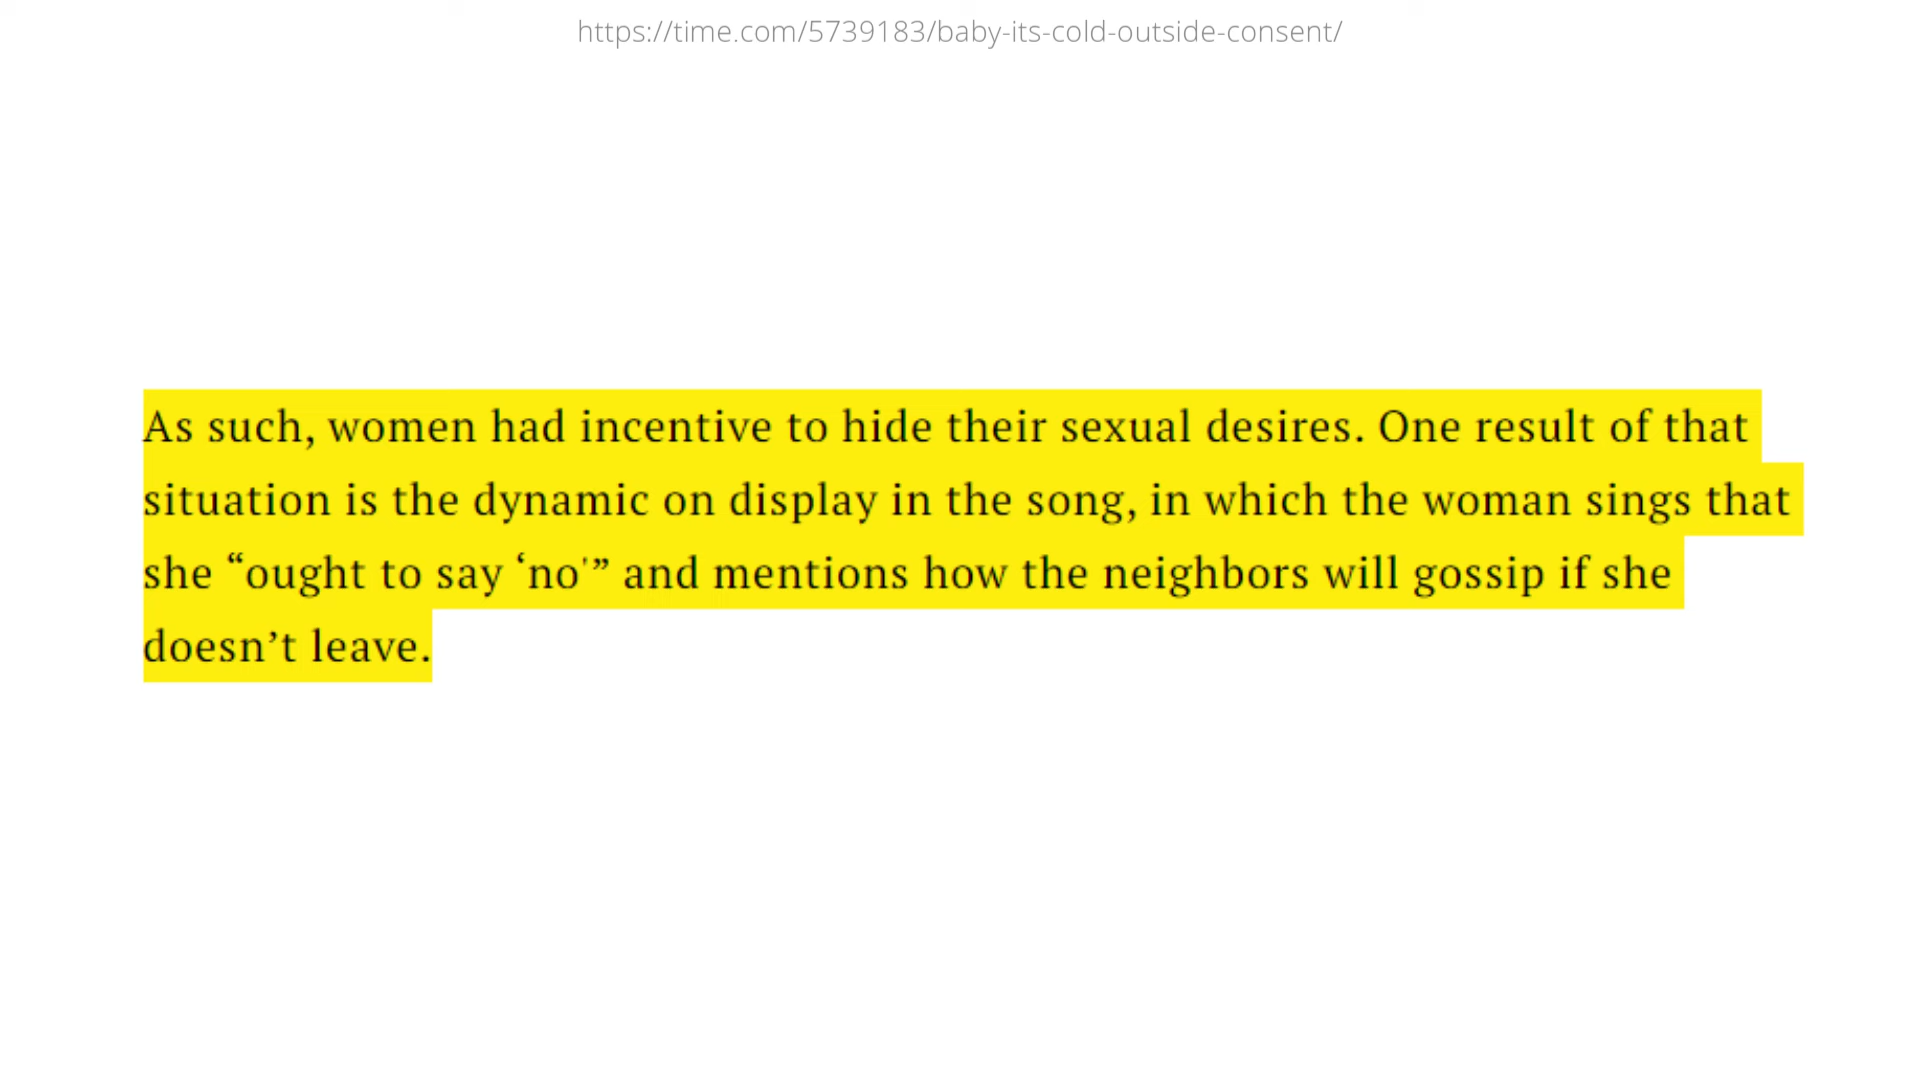 https://time.com/5739183/baby-its-cold-outside-consent/
As such, women had incentive to hide their sexual desires. One result of that
situation is the dynamic on display in the song, in which the woman sings that
she “ought to say ‘no'” and mentions how the neighbors will gossip if she
doesn’t leave.